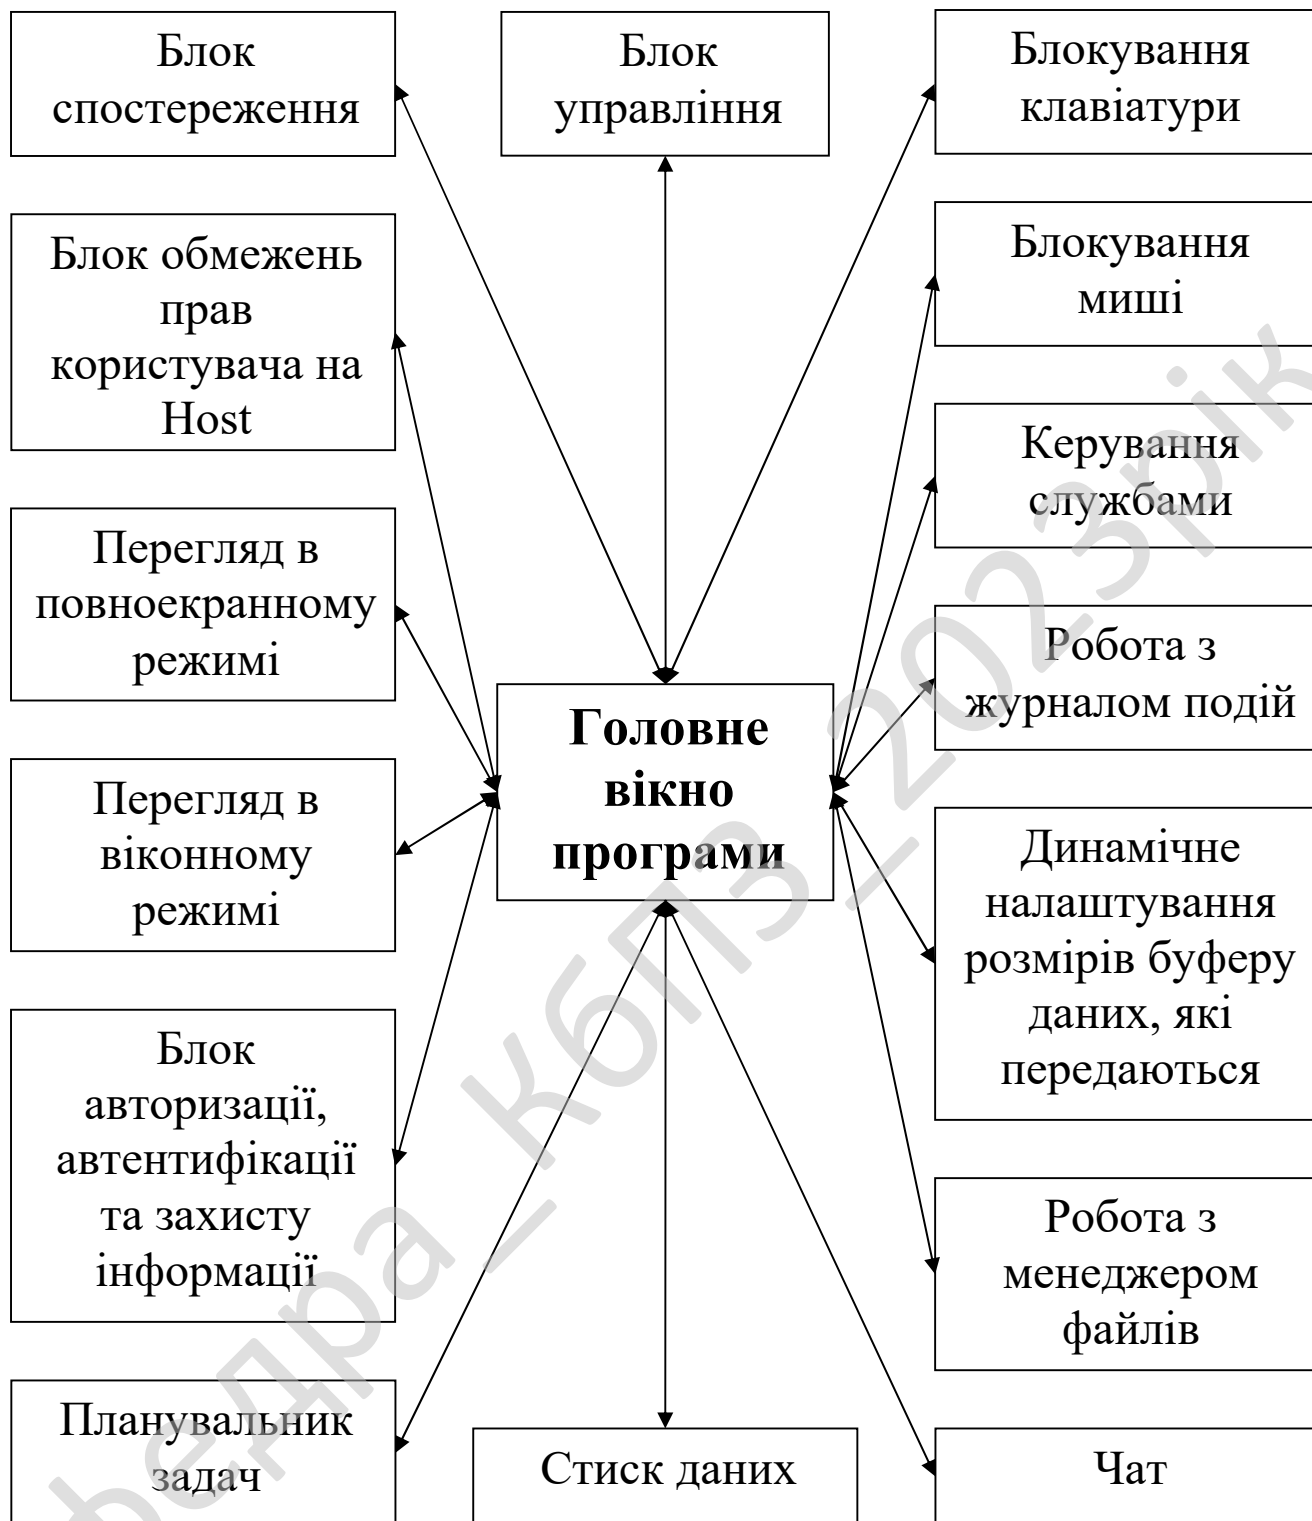 Блок
спостереження
Блок
управління
Блокування
клавіатури
Блок обмежень
прав
користувача на
Host
Блокування
миші
Перегляд в
повноекранному
режимі
Керування
службами
Головне
вікно
програми
Робота з
журналом подій
Перегляд в
віконному
режимі
Динамічне
налаштування
розмірів буферу
даних, які
передаються
Блок
авторизації,
автентифікації
та захисту
інформації
Робота з
менеджером
файлів
Планувальник
задач
Стиск даних
Чат
федра_КбПЗ_2023рік